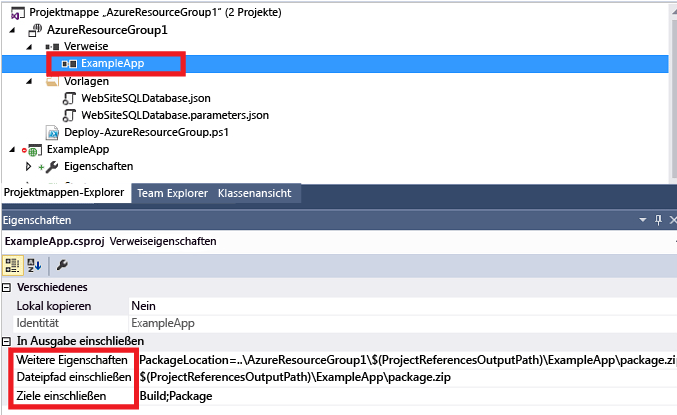 Projektmappe „AzureResourceGroup1“ (2 Projekte)
AzureResourceGroup1
Verweise
ExampleApp
Vorlagen
WebSiteSQLDatabase.json
WebSiteSQLDatabase.parameters.json
Deploy-AzureResourceGroup.ps1
ExampleApp
Eigenschaften
Projektmappen-Explorer Team Explorer Klassenansicht
Eigenschaften
ExampleApp.csproj Verweiseigenschaften
Verschiedenes
Lokal kopieren Nein
Identität ExampleApp
In Ausgabe einschließen
Weitere Eigenschaften PackageLocation=..\AzureResourceGroup1\$(ProjectReferencesOutputPath)\ExampleApp\package.zip
Dateipfad einschließen $(ProjectReferencesOutputPath)\ExampleApp\package.zip
Ziele einschließen Build;Package